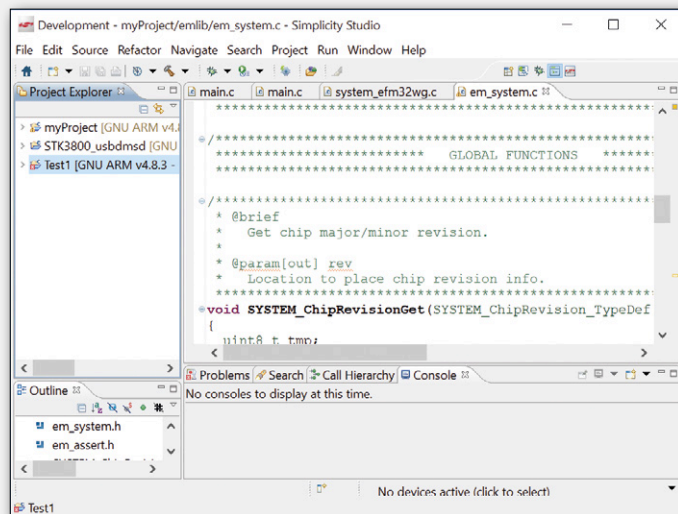 Development - myProject/emlib/em_system.c - Simplicity Studio
File Edit Source Refactor Navigate Search Project Run Window Help
Project Explorer
myProject [GNU ARM v4.8
STK3800_usbdmsd [GNU
Test1 [GNU ARM v4.8.3 -
main.c main.c system_efm32wg.c em_system.c
/*******************************************************
*************************** GLOBAL FUNCTIONS ******
/*******************************************************
* @brief
* Get chip major/minor revision.
*
* @param[out] rev
* Location to place chip revision info.
*******************************************************
void SYSTEM_ChipRevisionGet(SYSTEM_ChipRevision_TypeDef
{
uint8_t tmp;
Outline
em_system.h
em_assert.h
Problems Search Call Hierarchy Console
No consoles to display at this time.
No devices active (click to select)
Test1